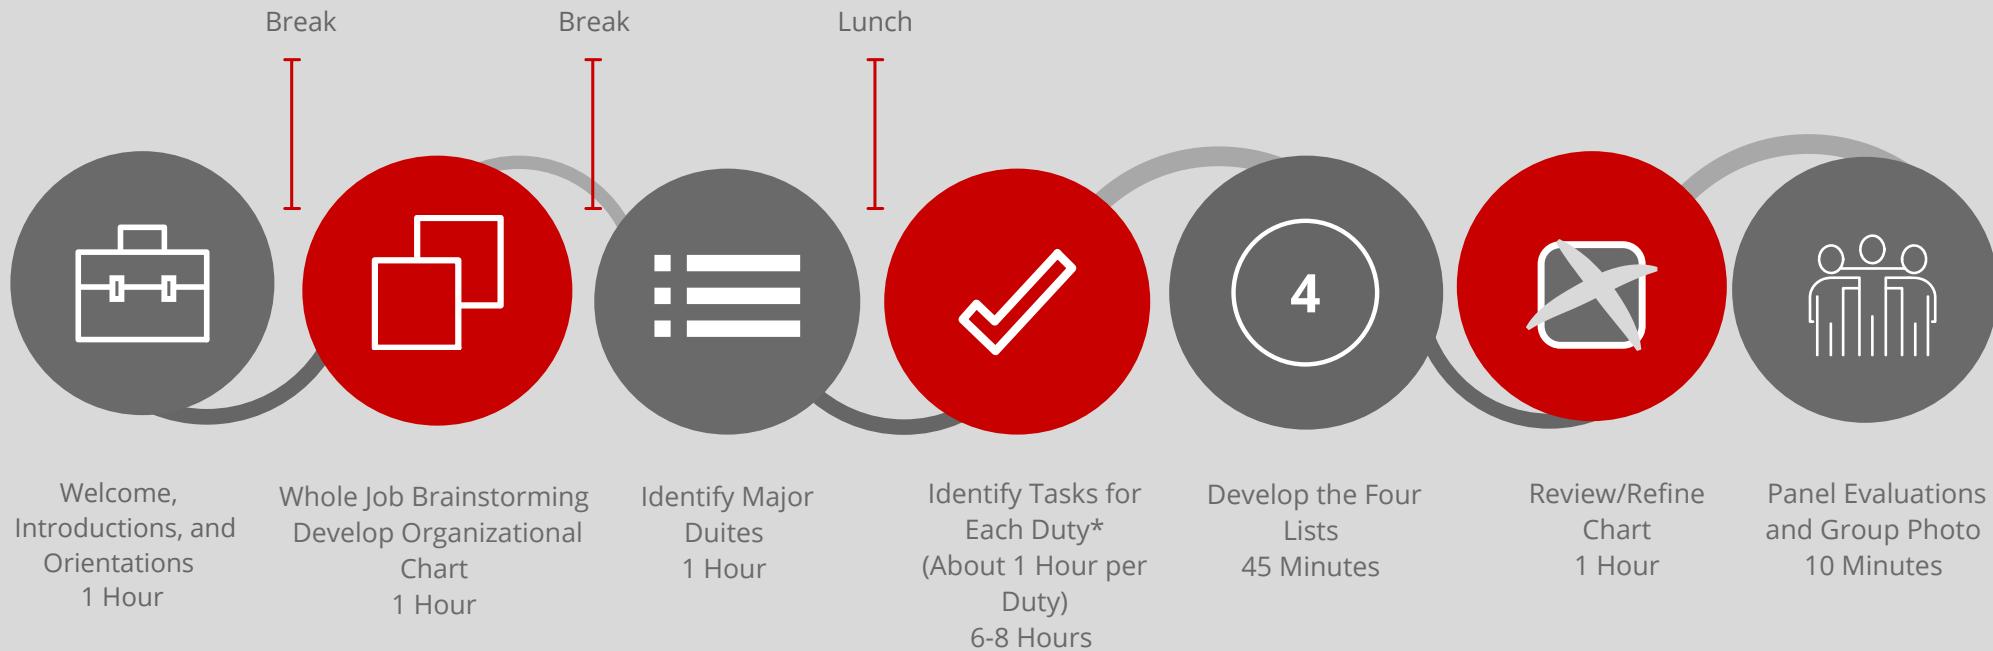 Break
Break
Lunch
4
Welcome,
Introductions, and
Orientations
1 Hour
Whole Job Brainstorming
Develop Organizational
Chart
1 Hour
Identify Major
Duites
1 Hour
Identify Tasks for
Each Duty*
(About 1 Hour per
Duty)
6-8 Hours
Develop the Four
Lists
45 Minutes
Review/Refine
Chart
1 Hour
Panel Evaluations
and Group Photo
10 Minutes